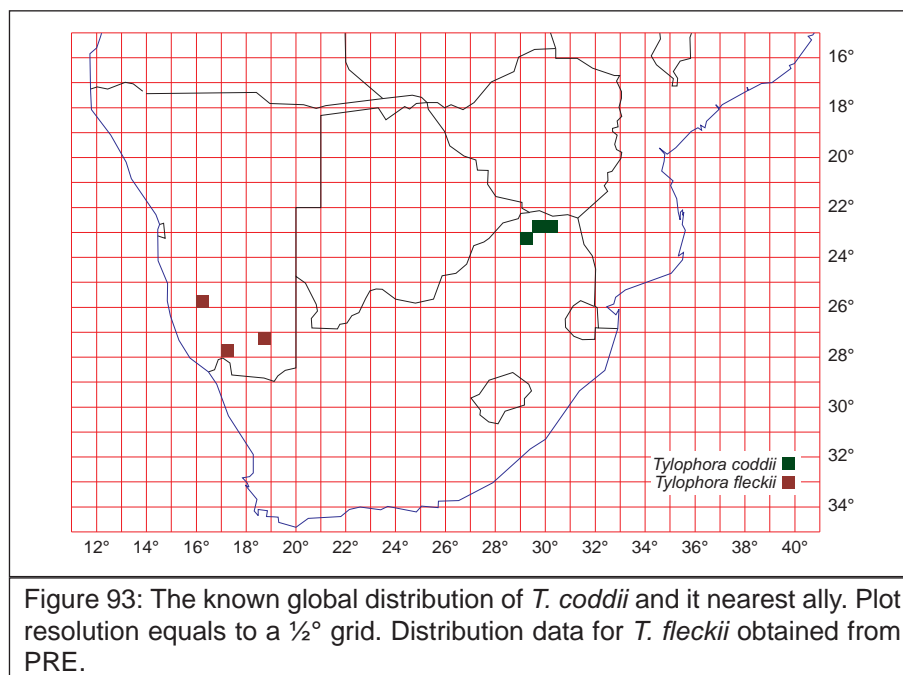 16°
18°
20°
22°
24°
26°
28°
30°
32°
34°
Tylophora coddii
Tylophora fleckii
12° 14° 16° 18° 20° 22° 24° 26° 28° 30° 32° 34° 36° 38° 40°
Figure 93: The known global distribution of T. coddii and it nearest ally. Plot
resolution equals to a ½° grid. Distribution data for T. fleckii obtained from
PRE.